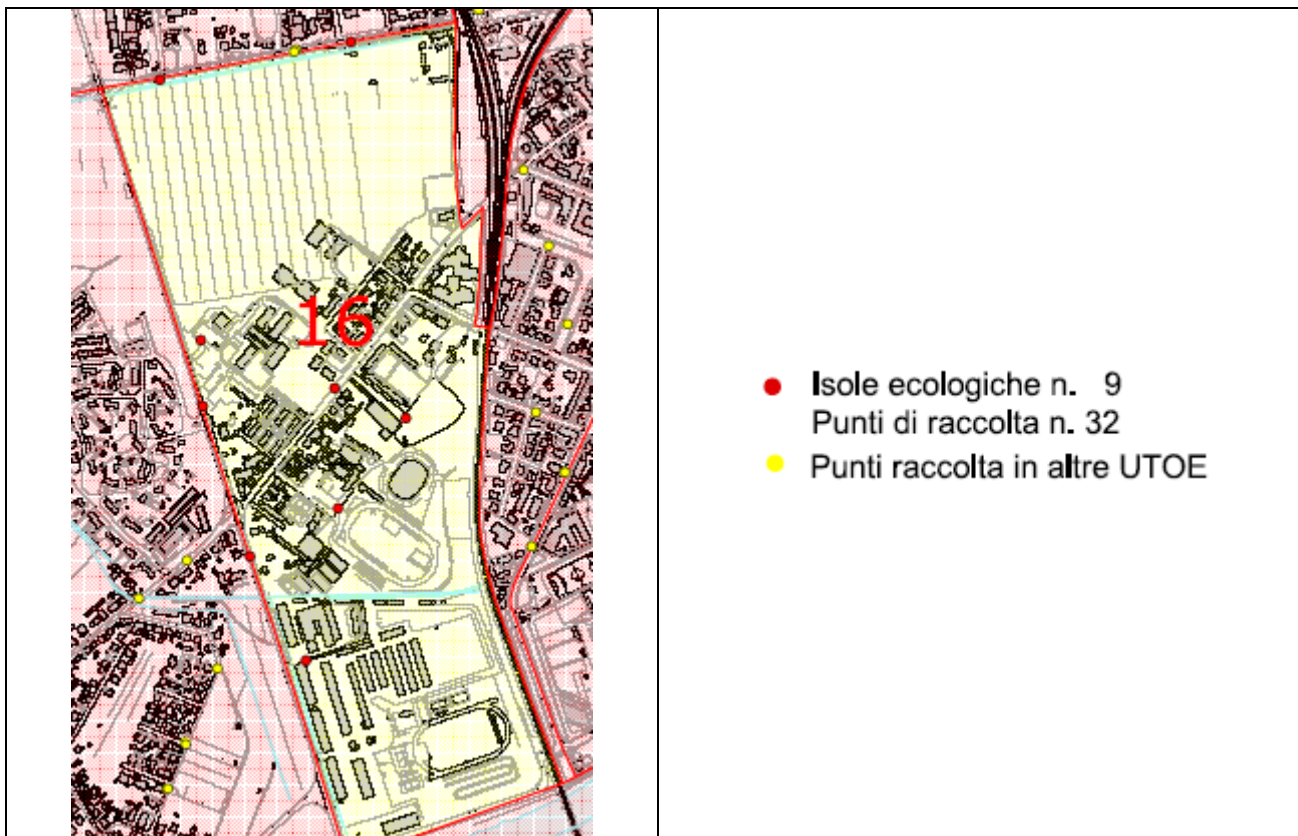 16
Isole ecologiche n. 9
Punti di raccolta n. 32
Punti raccolta in altre UTOE